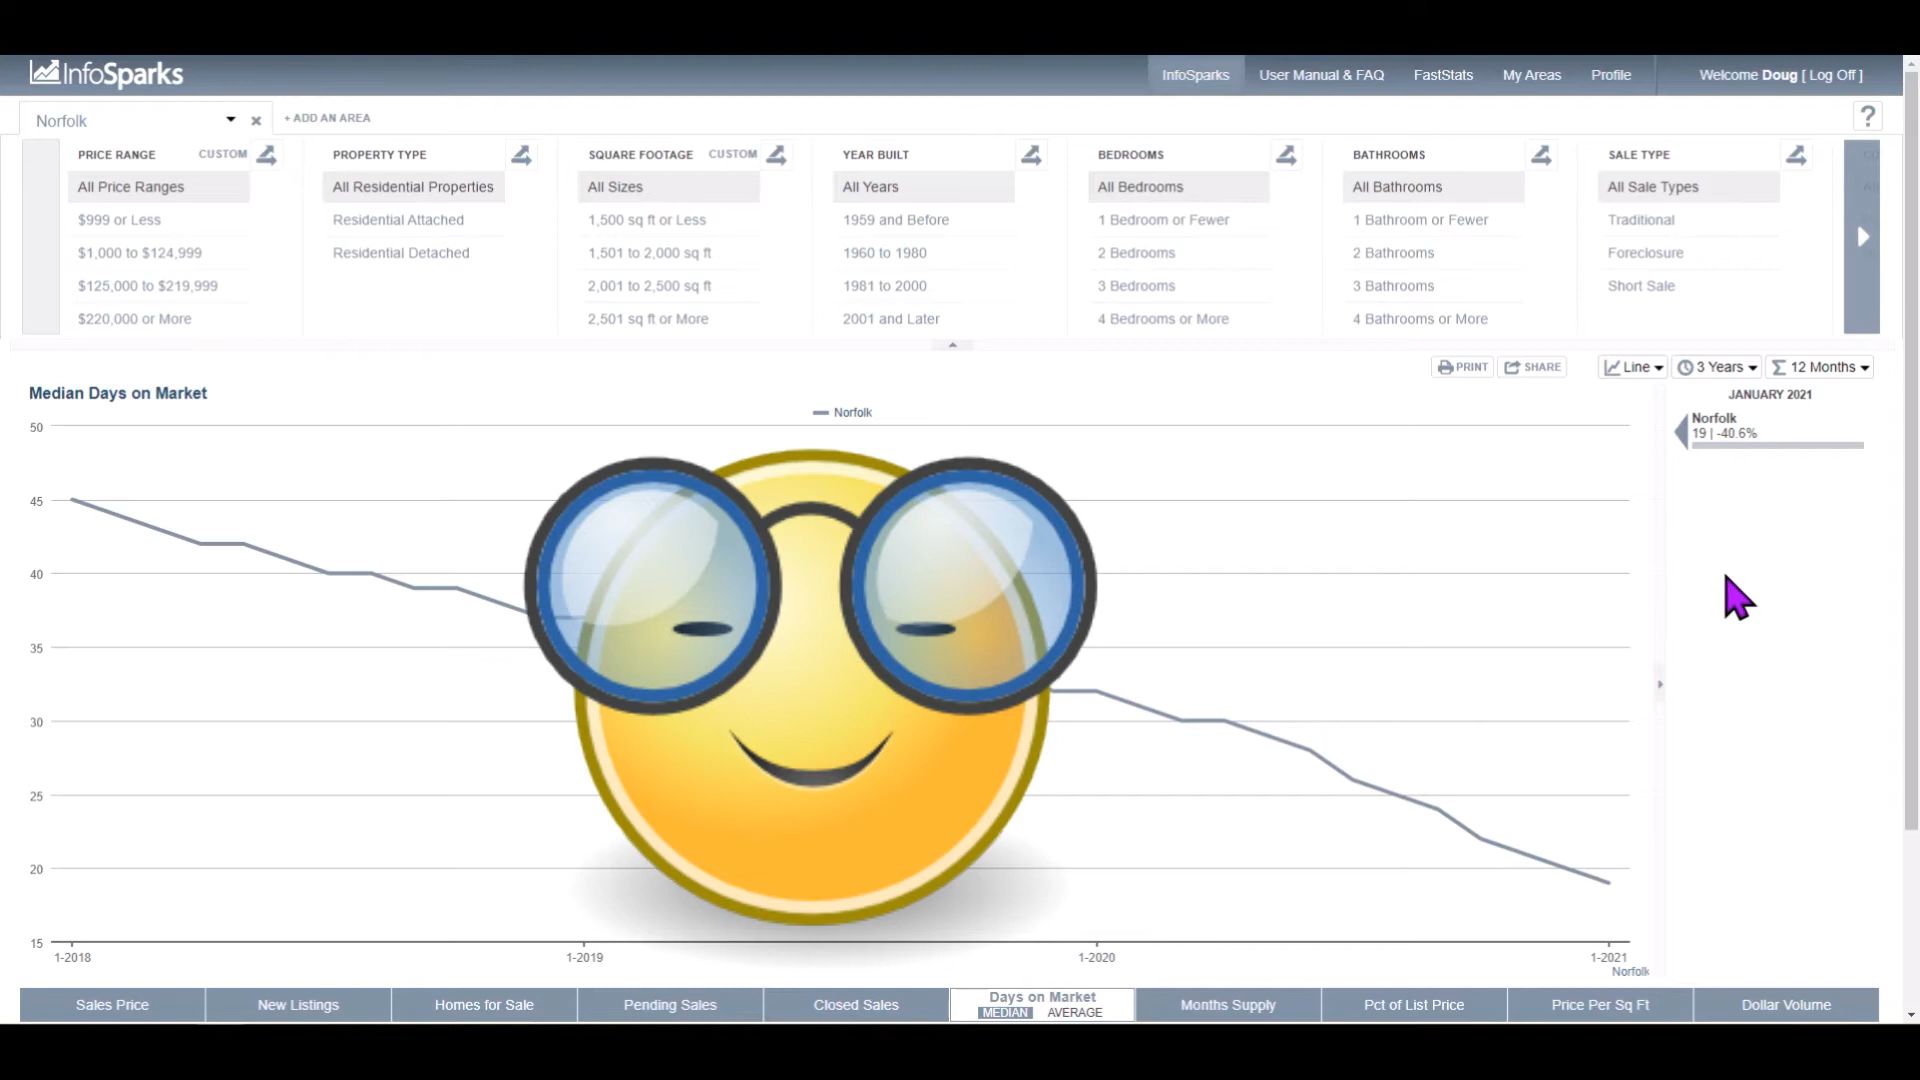 InfoSparks
InfoSparks
User Manual & FAQ
FastStats
My Areas
Profile
Welcome Doug [ Log Off ]
Norfolk
+ ADD AN AREA
?
PRICE RANGE CUSTOM
All Price Ranges
$999 or Less
$1,000 to $124,999
$125,000 to $219,999
$220,000 or More
PROPERTY TYPE
All Residential Properties
Residential Attached
Residential Detached
SQUARE FOOTAGE CUSTOM
All Sizes
1,500 sq ft or Less
1,501 to 2,000 sq ft
2,001 to 2,500 sq ft
2,501 sq ft or More
YEAR BUILT
All Years
1959 and Before
1960 to 1980
1981 to 2000
2001 and Later
BEDROOMS
All Bedrooms
1 Bedroom or Fewer
2 Bedrooms
3 Bedrooms
4 Bedrooms or More
BATHROOMS
All Bathrooms
1 Bathroom or Fewer
2 Bathrooms
3 Bathrooms
4 Bathrooms or More
SALE TYPE
All Sale Types
Traditional
Foreclosure
Short Sale
PRINT
SHARE
Line
3 Years
12 Months
Median Days on Market
Norfolk
JANUARY 2021
Norfolk
19 | -40.6%
50
45
40
35
30
25
20
15
1-2018
1-2019
1-2020
1-2021
Norfolk
Sales Price
New Listings
Homes for Sale
Pending Sales
Closed Sales
Days on Market
MEDIAN AVERAGE
Months Supply
Pct of List Price
Price Per Sq Ft
Dollar Volume